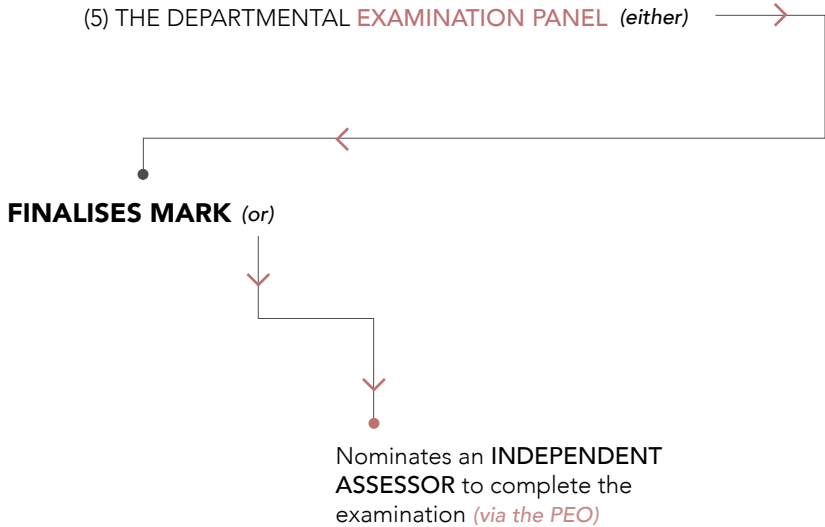 (5) THE DEPARTMENTAL EXAMINATION PANEL (either)
FINALISES MARK (or)
Nominates an INDEPENDENT
ASSESSOR to complete the
examination (via the PEO)